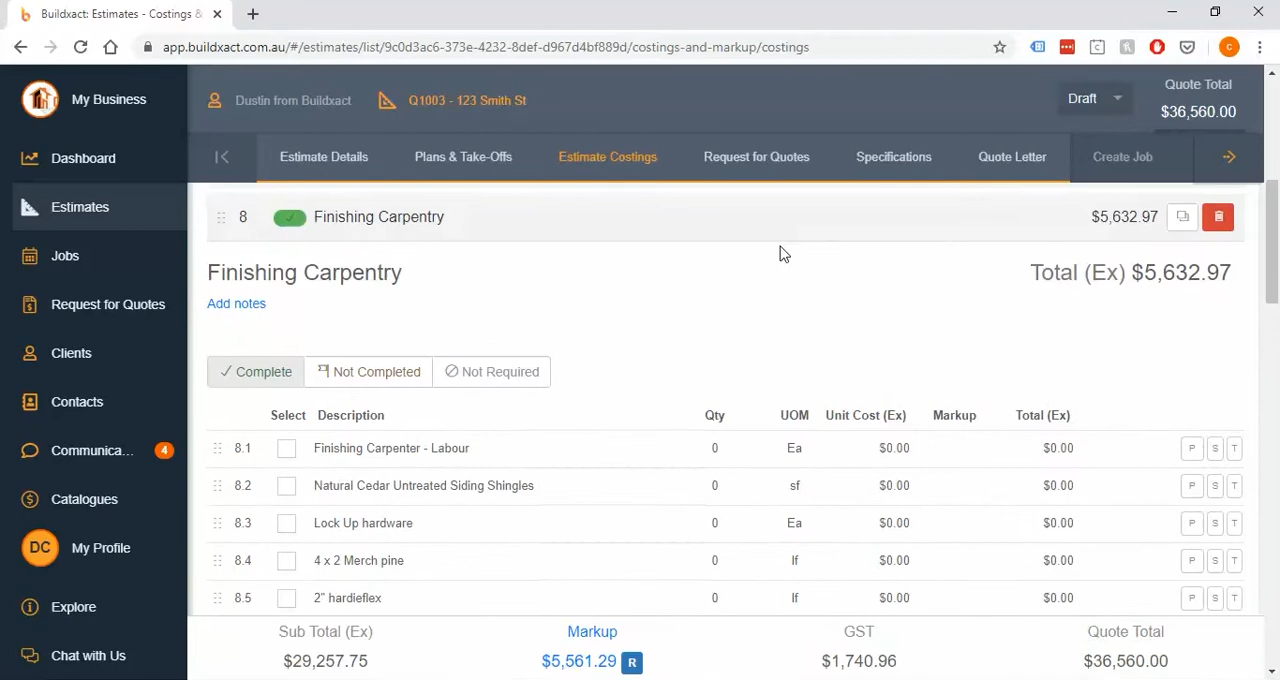 Buildxact: Estimates - Costings &
app.buildxact.com.au/#/estimates/list/9c0d3ac6-373e-4232-8def-d967d4bf889d/costings-and-markup/costings
My Business
Dustin from Buildxact
Q1003 - 123 Smith St
Draft
Quote Total
$36,560.00
Estimate Details
Plans & Take-Offs
Estimate Costings
Request for Quotes
Specifications
Quote Letter
Create Job
Dashboard
Estimates
Jobs
Request for Quotes
Clients
Contacts
Communica... 4
Catalogues
DC My Profile
Explore
Chat with Us
8 Finishing Carpentry $5,632.97
Finishing Carpentry Total (Ex) $5,632.97
Add notes
Complete Not Completed Not Required
Select Description Qty UOM Unit Cost (Ex) Markup Total (Ex)
8.1 Finishing Carpenter - Labour 0 Ea $0.00 $0.00 P S T
8.2 Natural Cedar Untreated Siding Shingles 0 sf $0.00 $0.00 P S T
8.3 Lock Up hardware 0 Ea $0.00 $0.00 P S T
8.4 4 x 2 Merch pine 0 lf $0.00 $0.00 P S T
8.5 2" hardieflex 0 lf $0.00 $0.00 P S T
Sub Total (Ex) Markup GST Quote Total
$29,257.75 $5,561.29 R $1,740.96 $36,560.00